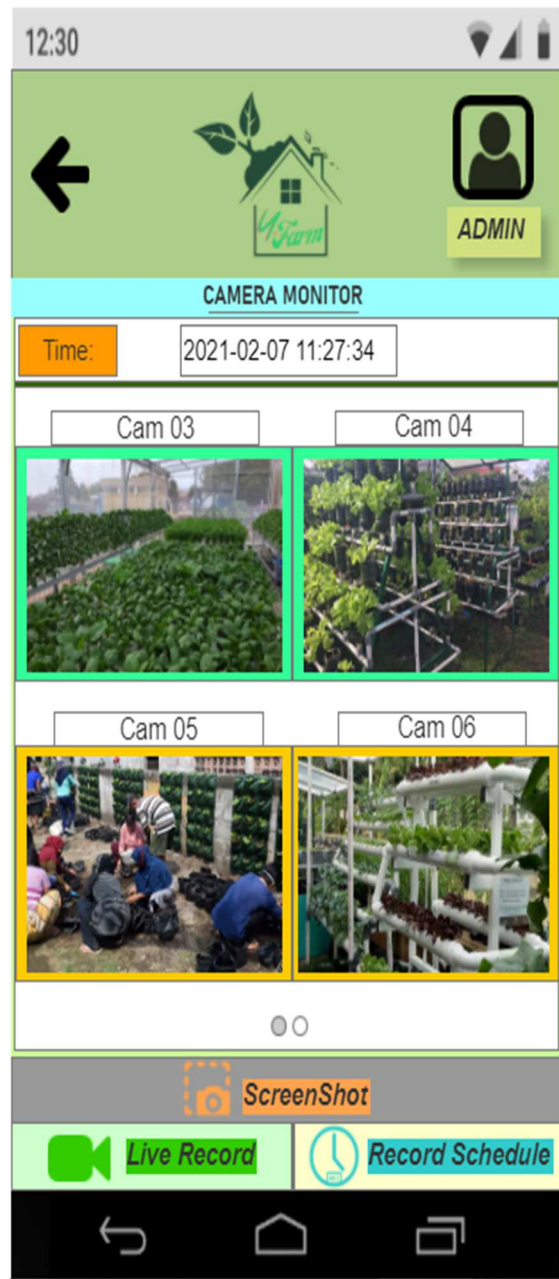 12:30
Y Farm
ADMIN
CAMERA MONITOR
Time:
2021-02-07 11:27:34
Cam 03
Cam 04
Cam 05
Cam 06
ScreenShot
Live Record
Record Schedule